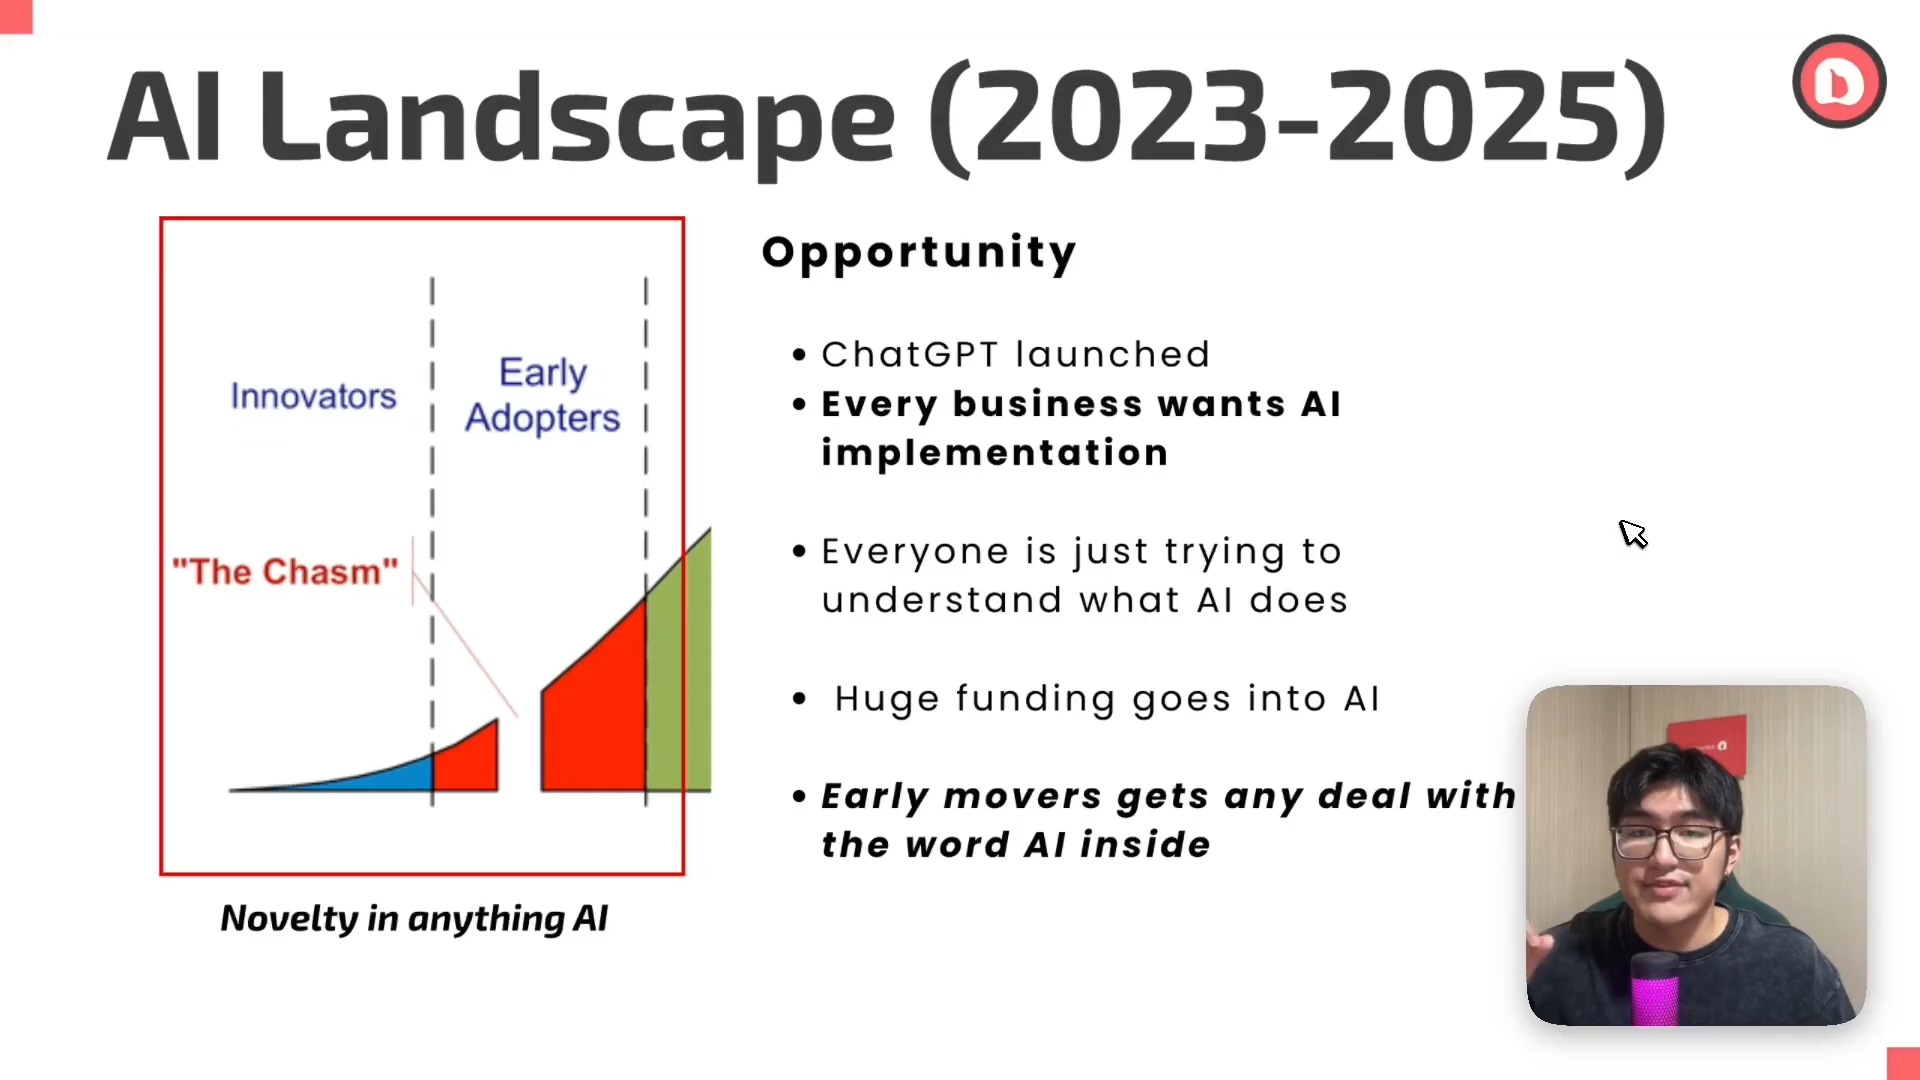 AI Landscape (2023-2025)
Innovators
Early
Adopters
"The Chasm"
Novelty in anything AI
Opportunity
• ChatGPT launched
• Every business wants AI
implementation
• Everyone is just trying to
understand what AI does
• Huge funding goes into AI
• Early movers gets any deal with
the word AI inside